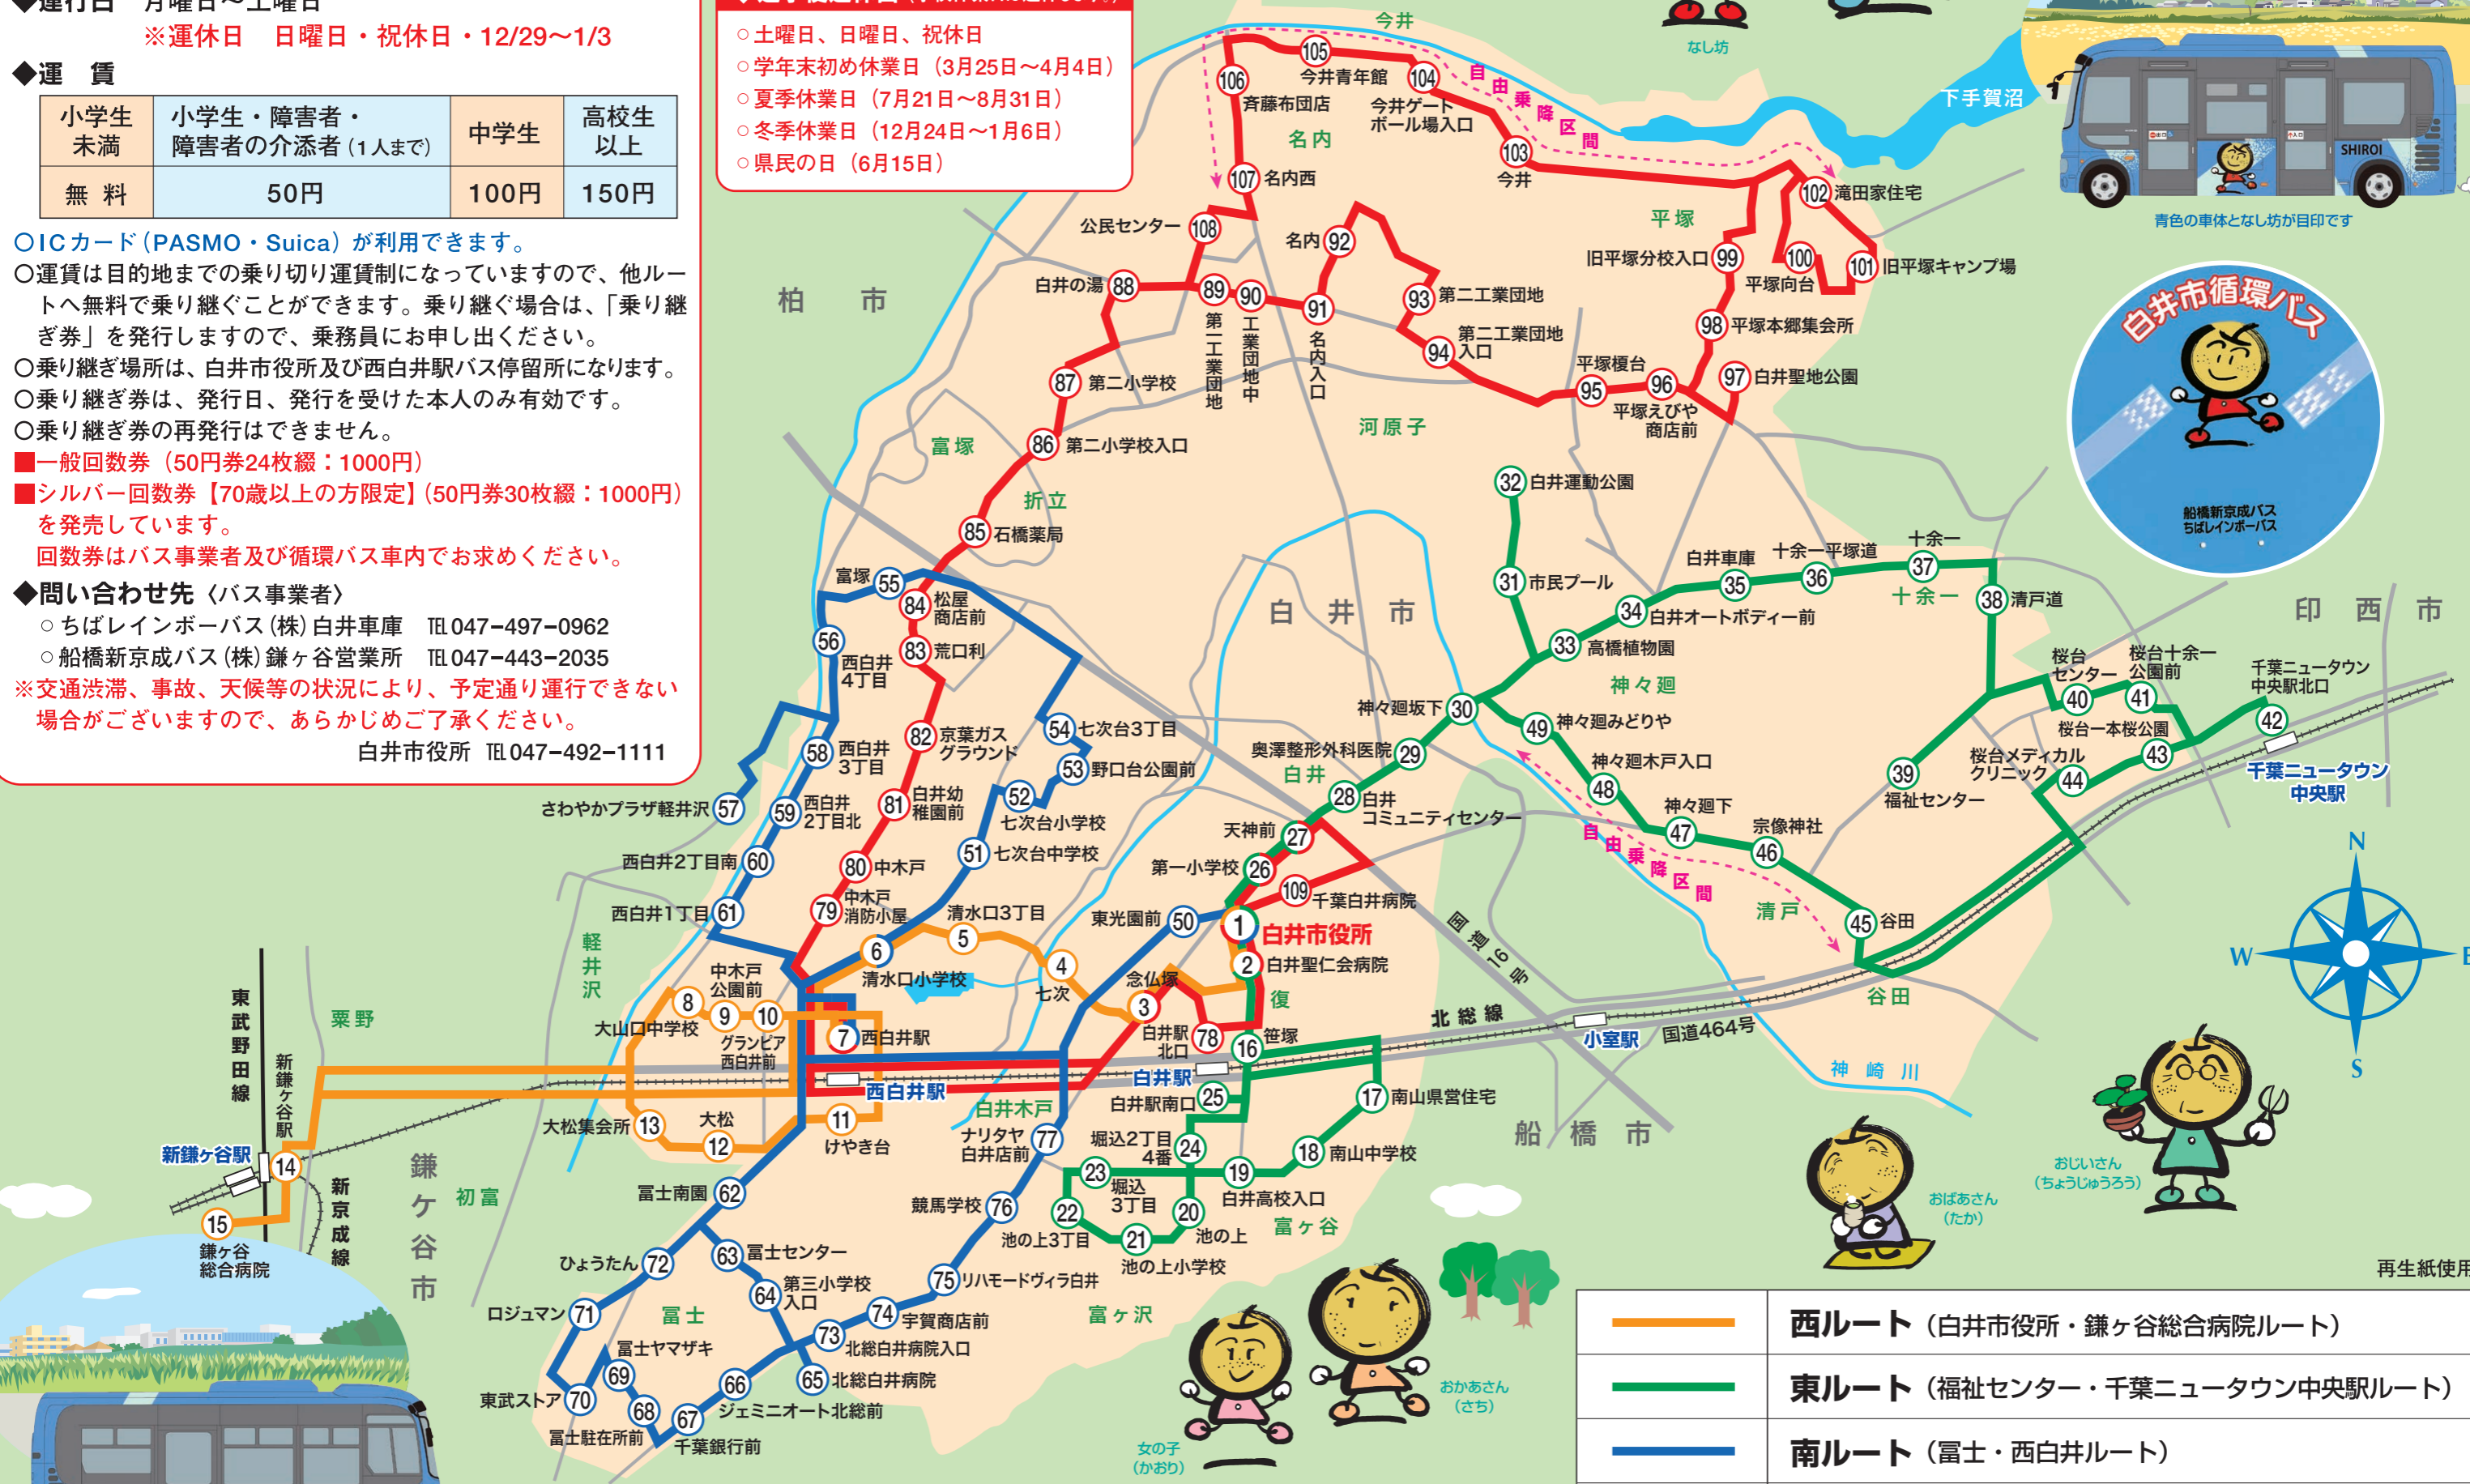 ◆運行日 月曜日〜土曜日
※運休日 日曜日・祝休日・12/29〜1/3
◆運 賃
小学生未満
小学生・障害者・障害者の介添者(1人まで)
中学生
高校生以上
無 料
50円
100円
150円
○ICカード(PASMO・Suica)が利用できます。
○運賃は目的地までの乗り切り運賃制になっていますので、他ルー
トへ無料で乗り継ぐことができます。乗り継ぐ場合は、「乗り継
ぎ券」を発行しますので、乗務員にお申し出ください。
○乗り継ぎ場所は、白井市役所及び西白井駅バス停留所になります。
○乗り継ぎ券は、発行日、発行を受けた本人のみ有効です。
○乗り継ぎ券の再発行はできません。
■一般回数券(50円券24枚綴:1000円)
■シルバー回数券【70歳以上の方限定】(50円券30枚綴:1000円)
を発売しています。
回数券はバス事業者及び循環バス車内でお求めください。
◆問い合わせ先〈バス事業者〉
○ちばレインボーバス(株)白井車庫 ℡047-497-0962
○船橋新京成バス(株)鎌ヶ谷営業所 ℡047-443-2035
※交通渋滞、事故、天候等の状況により、予定通り運行できない
場合がございますので、あらかじめご了承ください。
白井市役所 ℡047-492-1111
○土曜日、日曜日、祝休日
○学年末初め休業日(3月25日〜4月4日)
○夏季休業日(7月21日〜8月31日)
○冬季休業日(12月24日〜1月6日)
○県民の日(6月15日)
なし坊
SHIROI
青色の車体となし坊が目印です
白井市循環バス
船橋新京成バス
ちばレインボーバス
下手賀沼
今井
名内
平塚
河原子
富塚
折立
柏 市
白 井 市
印 西 市
船 橋 市
鎌ケ谷市
自由乗降区間
自由乗降区間
神々廻
十余一
白井
清戸
谷田
復
軽井沢
粟野
初富
白井木戸
冨士
富ヶ谷
富ヶ沢
神 崎 川
国道16号
国道464号
北総線
東武野田線
新京成線
新鎌ヶ谷駅
西白井駅
白井駅
小室駅
千葉ニュータウン中央駅
1 白井市役所
2 白井聖仁会病院
3 念仏塚
4 七次
5 清水口3丁目
6 清水口小学校
7 西白井駅
8 大山口中学校
9 中木戸公園前
10 グランピア西白井前
11 けやき台
12 大松
13 大松集会所
14 新鎌ヶ谷駅
15 鎌ヶ谷総合病院
16 笹塚
17 南山県営住宅
18 南山中学校
19 白井高校入口
20 池の上
21 池の上小学校
22 池の上3丁目
23 堀込3丁目
24 堀込2丁目4番
25 白井駅南口
26 第一小学校
27 天神前
28 白井コミュニティセンター
29 奥澤整形外科医院
30 神々廻坂下
31 市民プール
32 白井運動公園
33 高橋植物園
34 白井オートボディー前
35 白井車庫
36 十余一平塚道
37 十余一
38 清戸道
39 福祉センター
40 桜台センター
41 桜台十余一公園前
42 千葉ニュータウン中央駅北口
43 桜台一本桜公園
44 桜台メディカルクリニック
45 谷田
46 宗像神社
47 神々廻下
48 神々廻木戸入口
49 神々廻みどりや
50 東光園前
51 七次台中学校
52 七次台小学校
53 野口台公園前
54 七次台3丁目
55 富塚
56 西白井4丁目
57 さわやかプラザ軽井沢
58 西白井3丁目
59 西白井2丁目北
60 西白井2丁目南
61 西白井1丁目
62 冨士南園
63 冨士センター
64 第三小学校入口
65 北総白井病院
66 ジェミニオート北総前
67 千葉銀行前
68 冨士駐在所前
69 冨士ヤマザキ
70 東武ストア
71 ロジュマン
72 ひょうたん
73 北総白井病院入口
74 宇賀商店前
75 リハモードヴィラ白井
76 競馬学校
77 ナリタヤ白井店前
78 白井駅北口
79 中木戸消防小屋
80 中木戸
81 白井幼稚園前
82 京葉ガスグラウンド
83 荒口利
84 松屋商店前
85 石橋薬局
86 第二小学校入口
87 第二小学校
88 白井の湯
89 第一工業団地
90 工業団地中
91 名内入口
92 名内
93 第二工業団地
94 第二工業団地入口
95 平塚榎台
96 平塚えびや商店前
97 白井聖地公園
98 平塚本郷集会所
99 旧平塚分校入口
100 平塚向台
101 旧平塚キャンプ場
102 滝田家住宅
103 今井
104 今井ゲートボール場入口
105 今井青年館
106 斉藤布団店
107 名内西
108 公民センター
109 千葉白井病院
N
W
E
S
おじいさん
(ちょうじゅうろう)
おばあさん
(たか)
おかあさん
(さち)
女の子
(かおり)
再生紙使用
西ルート(白井市役所・鎌ヶ谷総合病院ルート)
東ルート(福祉センター・千葉ニュータウン中央駅ルート)
南ルート(冨士・西白井ルート)